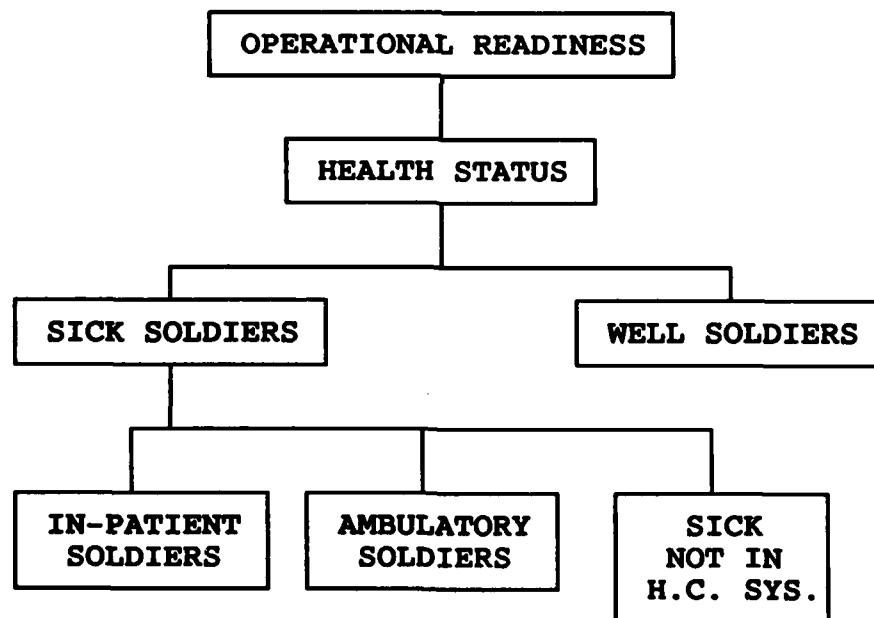 OPERATIONAL READINESS
HEALTH STATUS
SICK SOLDIERS
WELL SOLDIERS
IN-PATIENT
SOLDIERS
AMBULATORY
SOLDIERS
SICK
NOT IN
H.C. SYS.